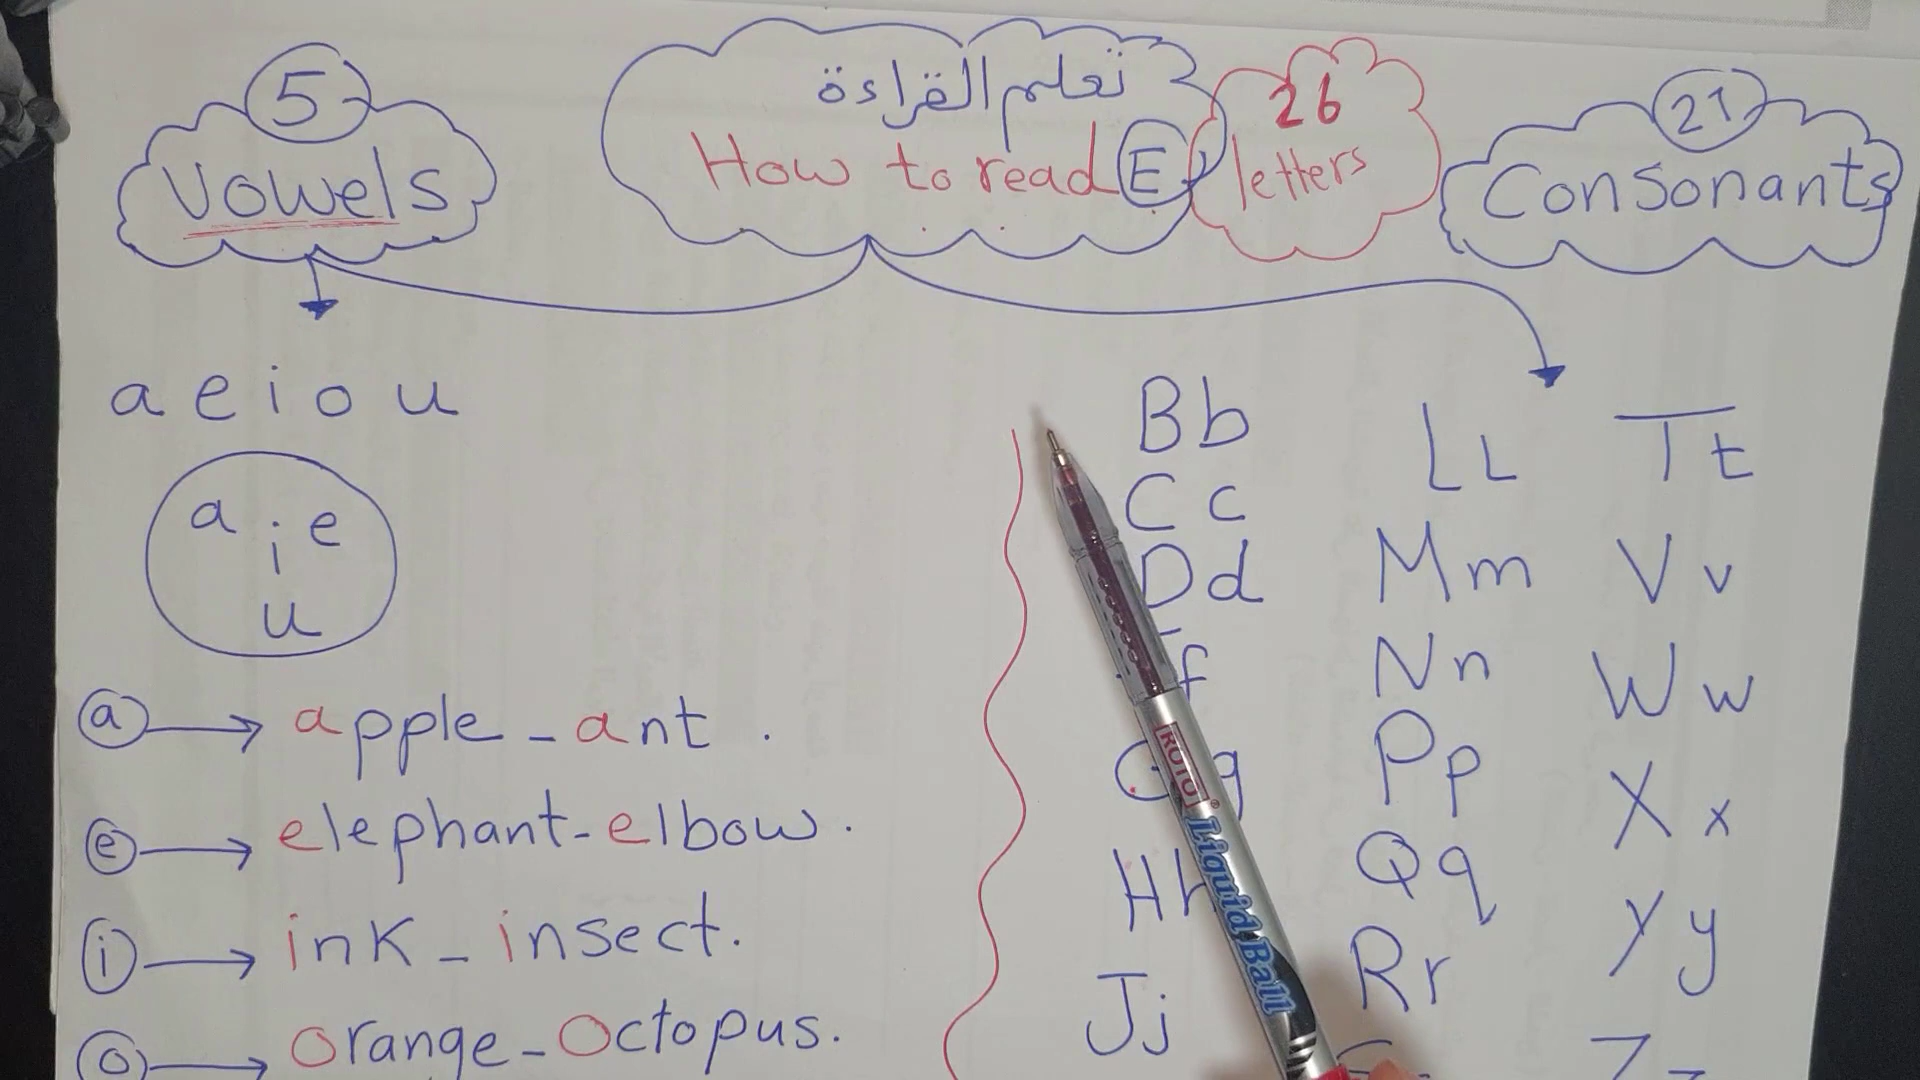 5
Vowels
تعلم القراءة
How to read E
26
letters
21
Consonants
a e i o u
a i e
u
a → apple - ant .
e → elephant - elbow .
i → ink - insect .
o → orange - octopus .
Bb
Cc
Dd
f
G g
Hh
Jj
LL
Mm
Nn
Pp
Qq
Rr
Tt
Vv
Ww
Xx
Yy
Zz
ROTO®
Liquid Ball